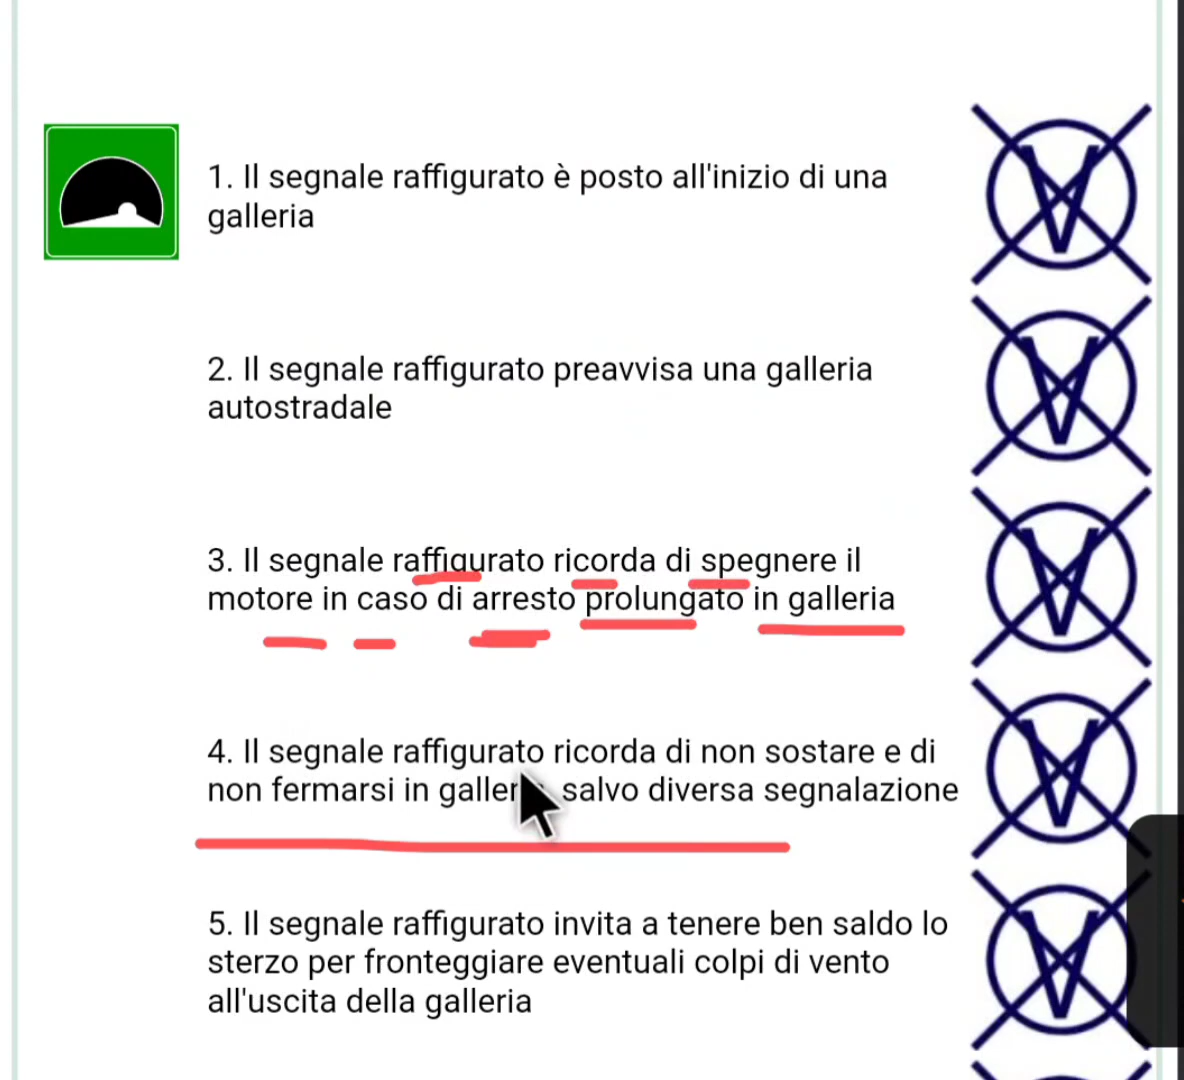 1. Il segnale raffigurato è posto all'inizio di una
galleria
V
2. Il segnale raffigurato preavvisa una galleria
autostradale
V
3. Il segnale raffigurato ricorda di spegnere il
motore in caso di arresto prolungato in galleria
V
4. Il segnale raffigurato ricorda di non sostare e di
non fermarsi in salvo diversa segnalazione
V
5. Il segnale raffigurato invita a tenere ben saldo lo
sterzo per fronteggiare eventuali colpi di vento
all'uscita della galleria
V